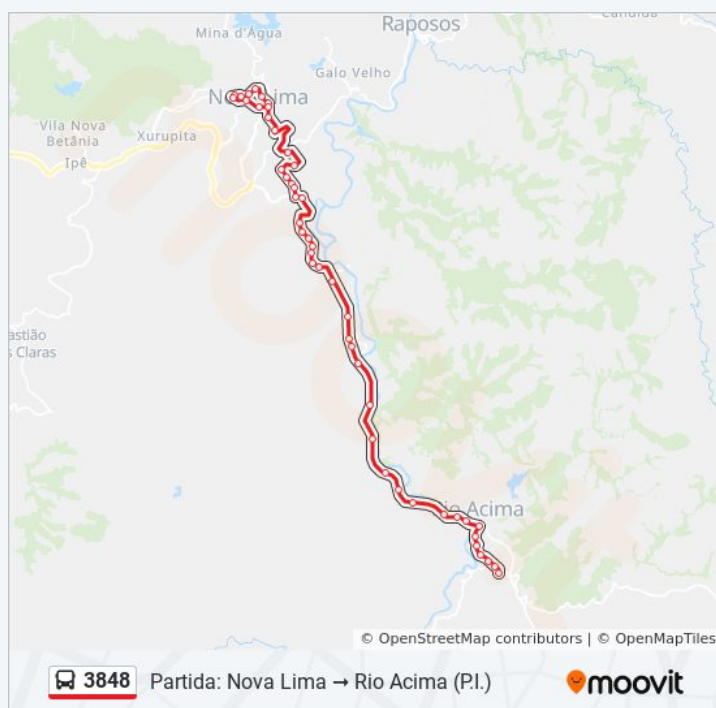 Mina d'Água
Raposos
Galo Velho
Vila Nova
Betânia
Xurupita
Ipê
© OpenStreetMap contributors | © OpenMapTiles
3848 Partida: Nova Lima → Rio Acima (P.I.)
moovit